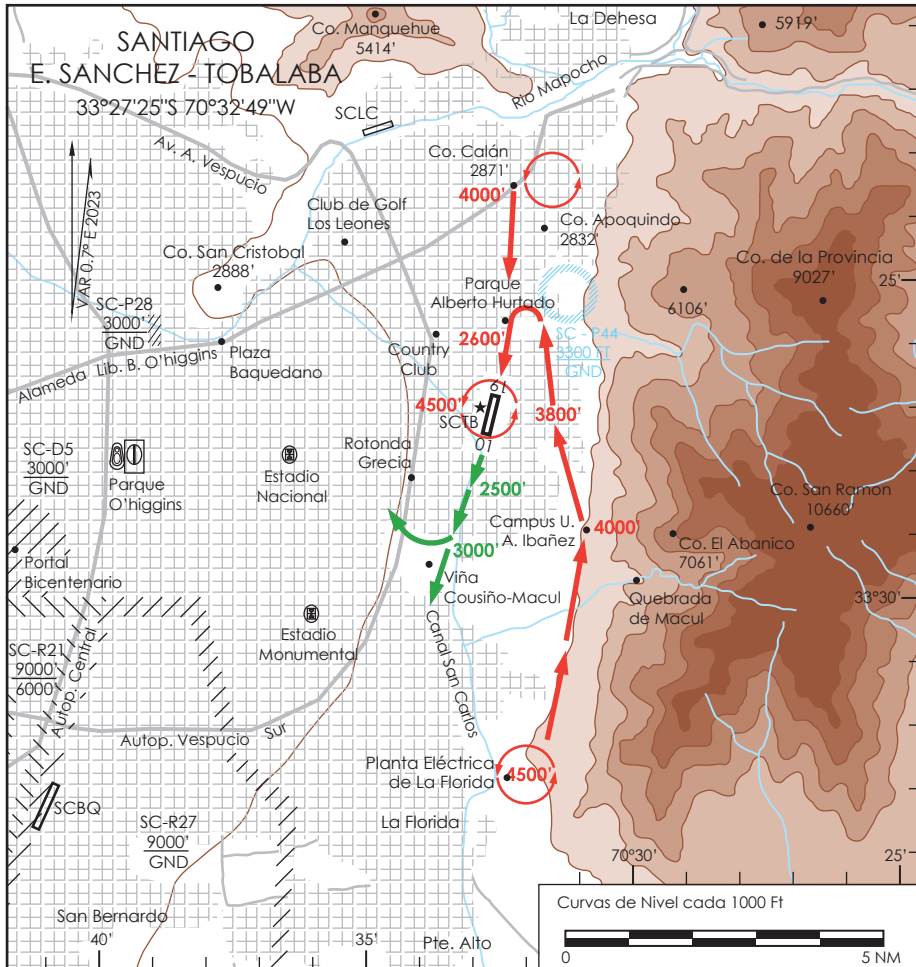 SANTIAGO
E. SANCHEZ - TOBALABA
33°27'25"S 70°32'49"W
Co. Manquehue
5414'
La Dehesa
5919'
Río Mapocho
SCLC
Av. A. Vespucio
Co. Calán
2871'
4000'
VAR 0.7º E 2023
Club de Golf
Los Leones
Co. Apoquindo
2832'
Co. San Cristobal
2888'
Co. de la Provincia
9027'
25'
6106'
SC-P28
3000'
GND
Parque
Alberto Hurtado
2600'
SC - P44
3300 FT
GND
Alameda Lib. B. O'higgins
Plaza
Baquedano
Country
Club
4500'
SCTB
19
01
3800'
SC-D5
3000'
GND
Parque
O'higgins
Estadio
Nacional
Rotonda
Grecia
2500'
Co. San Ramon
10660'
Campus U.
A. Ibañez
4000'
Co. El Abanico
7061'
3000'
Portal
Bicentenario
Viña
Cousiño-Macul
Quebrada
de Macul
33°30'
Estadio
Monumental
Canal San Carlos
SC-R21
9000'
6000'
Autop. Central
Autop. Vespucio Sur
Planta Eléctrica
de La Florida
4500'
SCBQ
SC-R27
9000'
GND
La Florida
70°30'
25'
San Bernardo
40'
35'
Pte. Alto
Curvas de Nivel cada 1000 Ft
0
5 NM